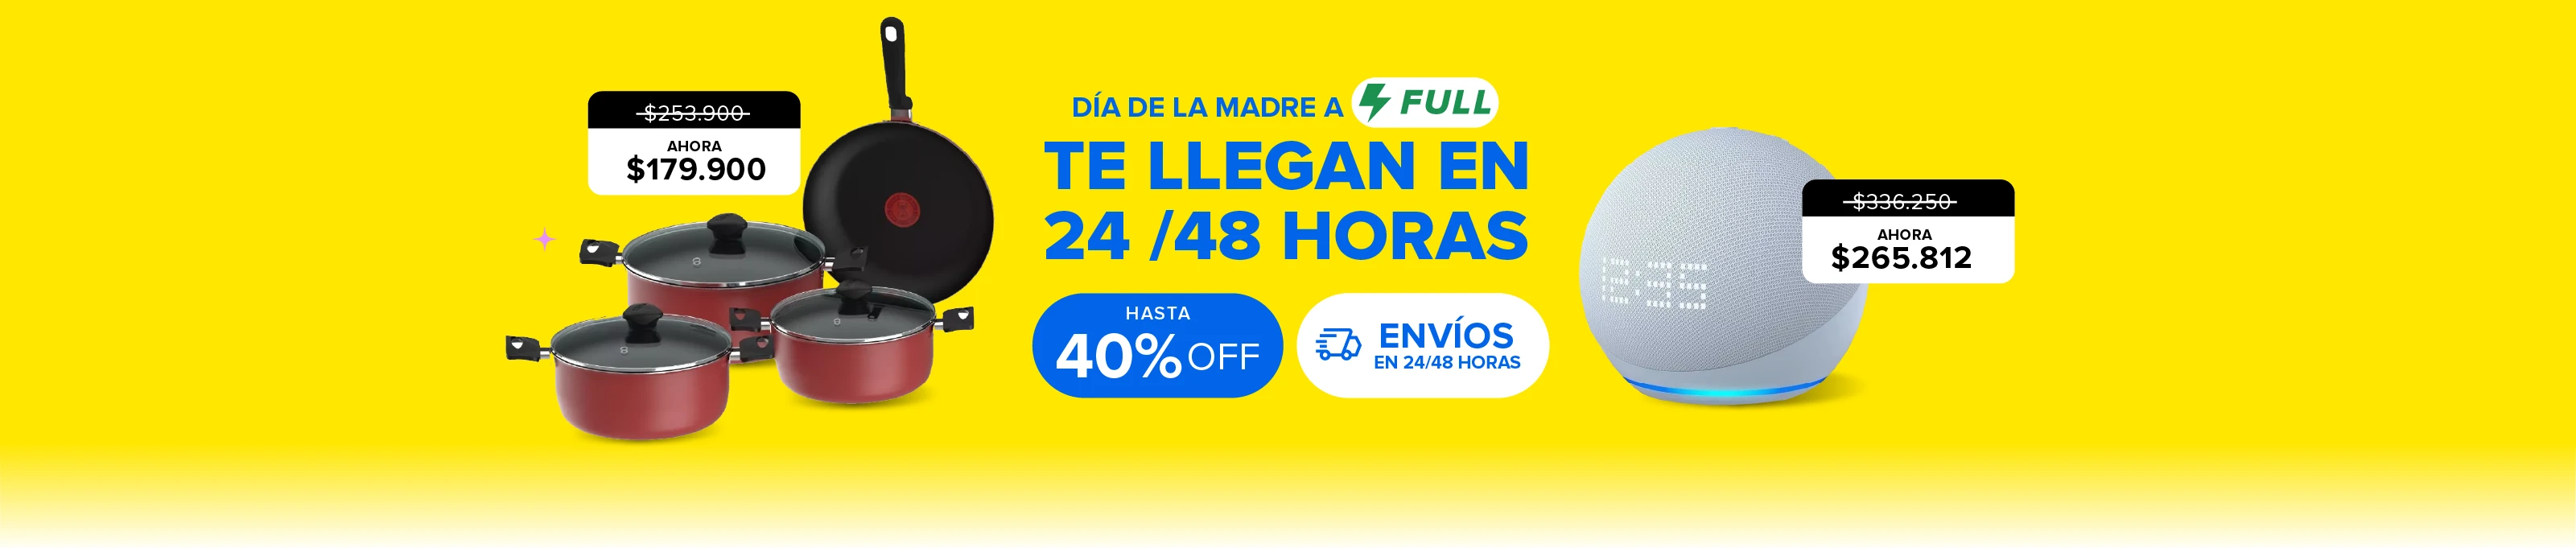 $253.900
AHORA
$179.900
DÍA DE LA MADRE A FULL
TE LLEGAN EN
24 /48 HORAS
HASTA
40% OFF
ENVÍOS
EN 24/48 HORAS
$336.250
AHORA
$265.812